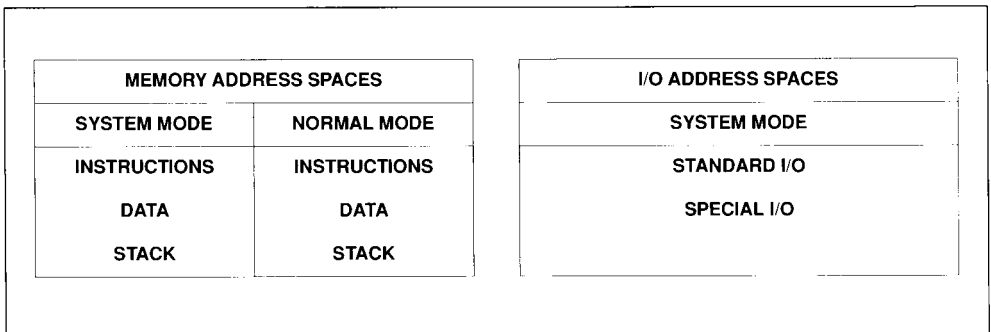 MEMORY ADDRESS SPACES
SYSTEM MODE NORMAL MODE
INSTRUCTIONS INSTRUCTIONS
DATA DATA
STACK STACK
I/O ADDRESS SPACES
SYSTEM MODE
STANDARD I/O
SPECIAL I/O